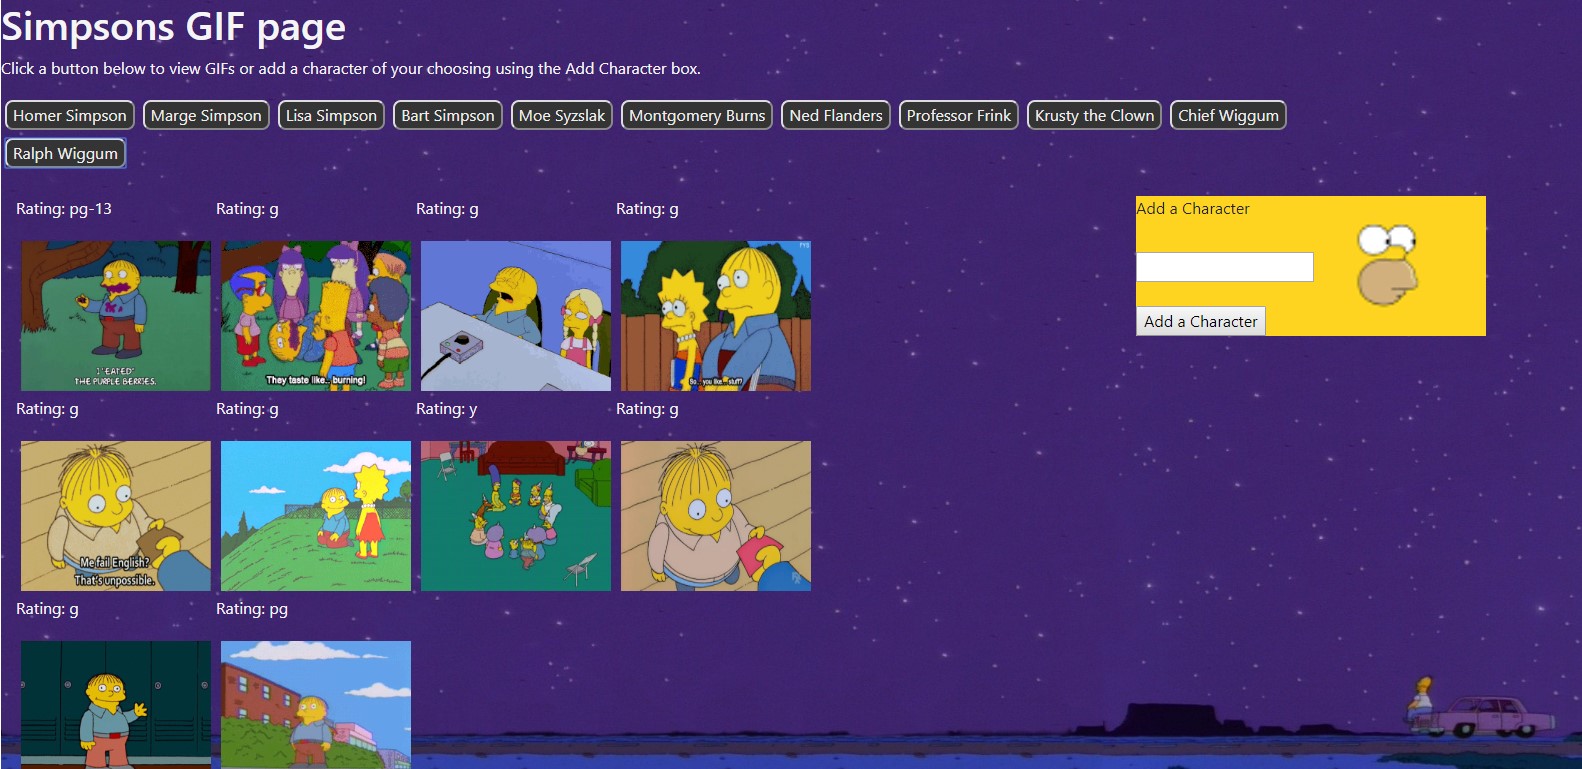 Simpsons GIF page
Click a button below to view GIFs or add a character of your choosing using the Add Character box.
Homer Simpson Marge Simpson Lisa Simpson Bart Simpson Moe Syzslak Montgomery Burns Ned Flanders Professor Frink Krusty the Clown Chief Wiggum
Ralph Wiggum
Rating: pg-13 Rating: g Rating: g Rating: g
Add a Character
I *EATED*
THE PURPLE BERRIES.
They taste like... burning!
So... you like... stuff?
Add a Character
Rating: g Rating: g Rating: y Rating: g
Me fail English?
That's unpossible.
Rating: g Rating: pg